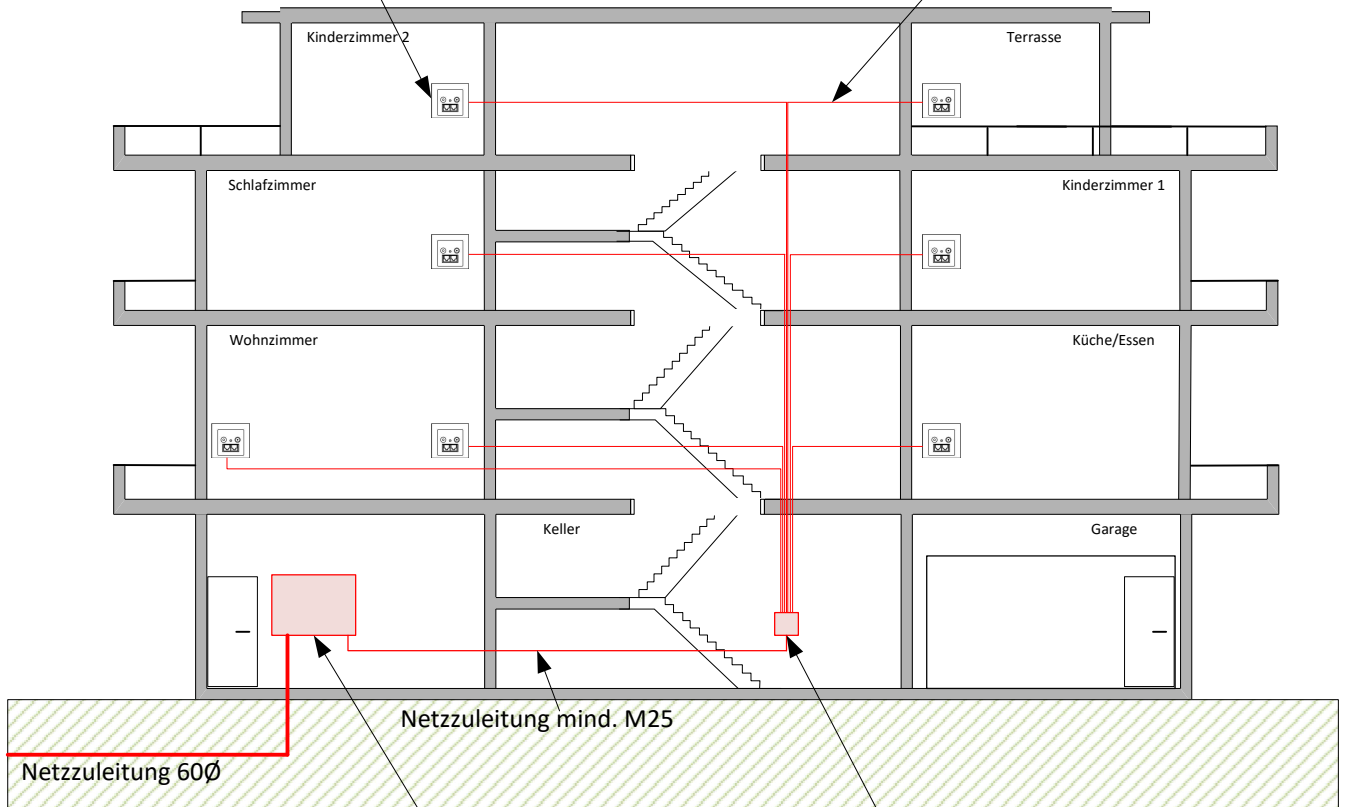 Kinderzimmer 2
Terrasse
Schlafzimmer
Kinderzimmer 1
Wohnzimmer
Küche/Essen
Keller
Garage
Netzzuleitung mind. M25
Netzzuleitung 60Ø